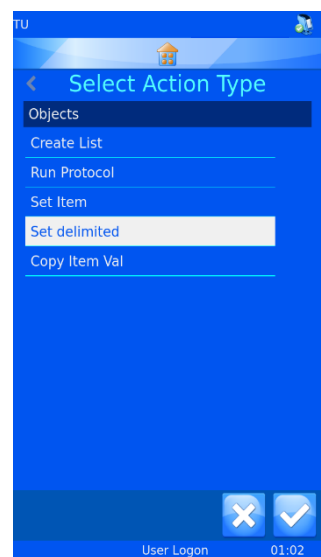 TU
Select Action Type
Objects
Create List
Run Protocol
Set Item
Set delimited
Copy Item Val
User Logon 01:02